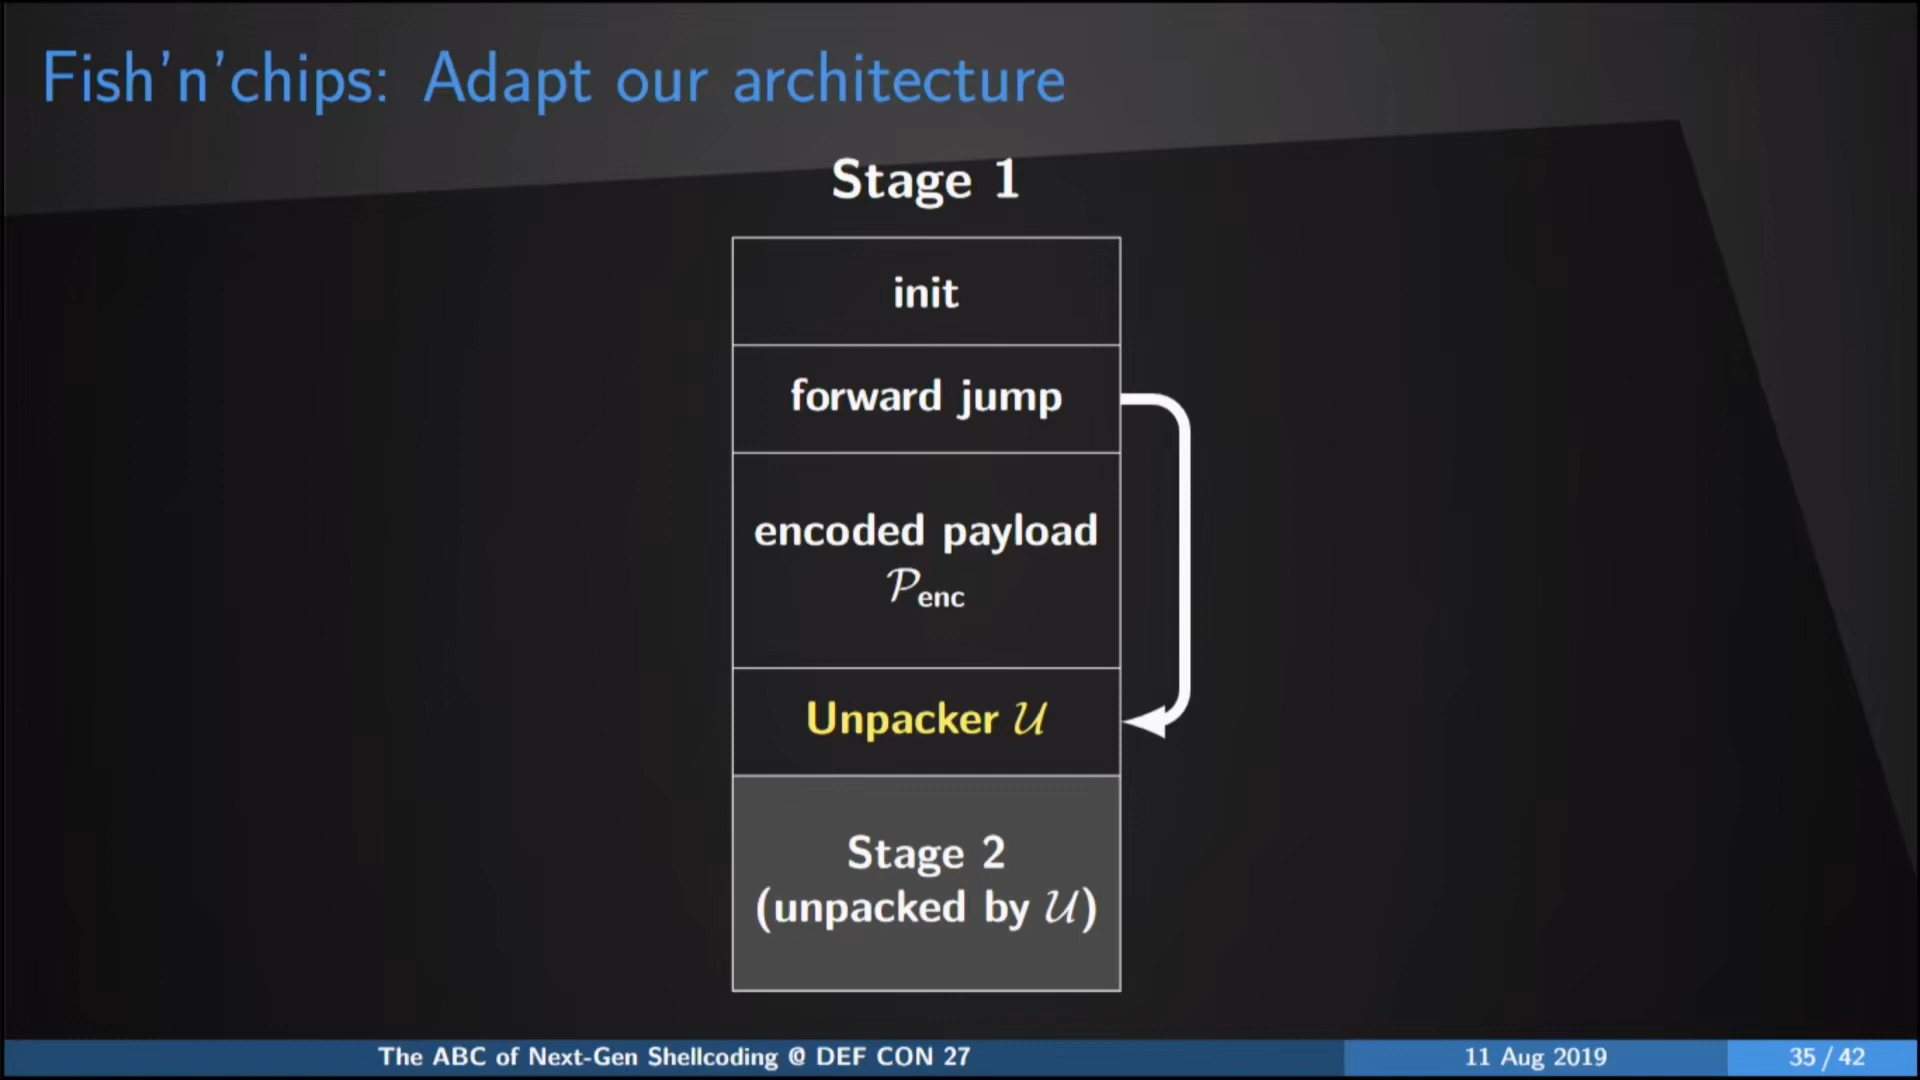 Fish'n'chips: Adapt our architecture
Stage 1
init
forward jump
encoded payload
𝒫enc
Unpacker 𝒰
Stage 2
(unpacked by 𝒰)
The ABC of Next-Gen Shellcoding @ DEF CON 27
11 Aug 2019
35 / 42